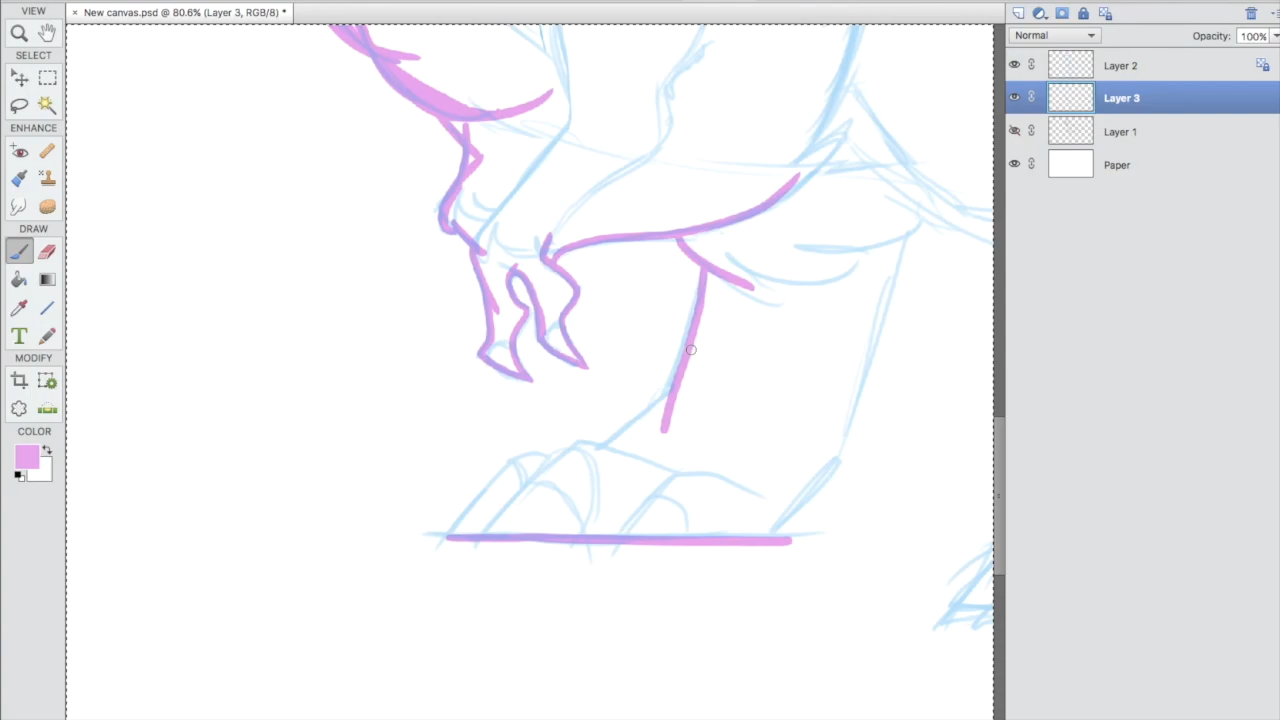 VIEW
× New canvas.psd @ 80.6% (Layer 3, RGB/8) *
Normal
Opacity: 100%
SELECT
Layer 2
Layer 3
ENHANCE
Layer 1
Paper
DRAW
T
MODIFY
COLOR